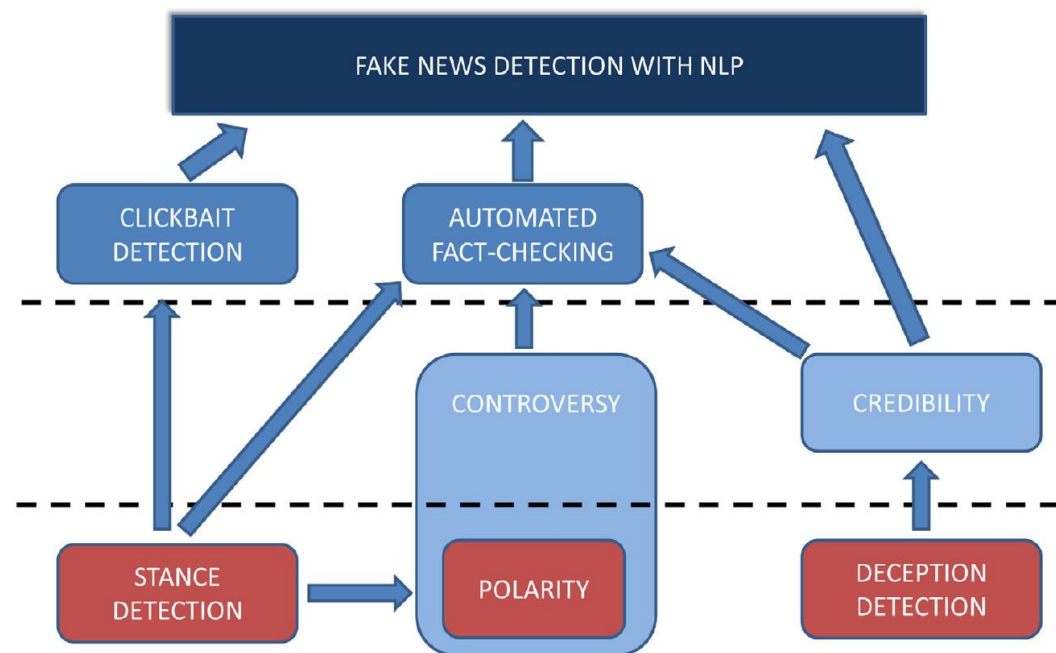 FAKE NEWS DETECTION WITH NLP
CLICKBAIT
DETECTION
AUTOMATED
FACT-CHECKING
CONTROVERSY
CREDIBILITY
STANCE
DETECTION
POLARITY
DECEPTION
DETECTION